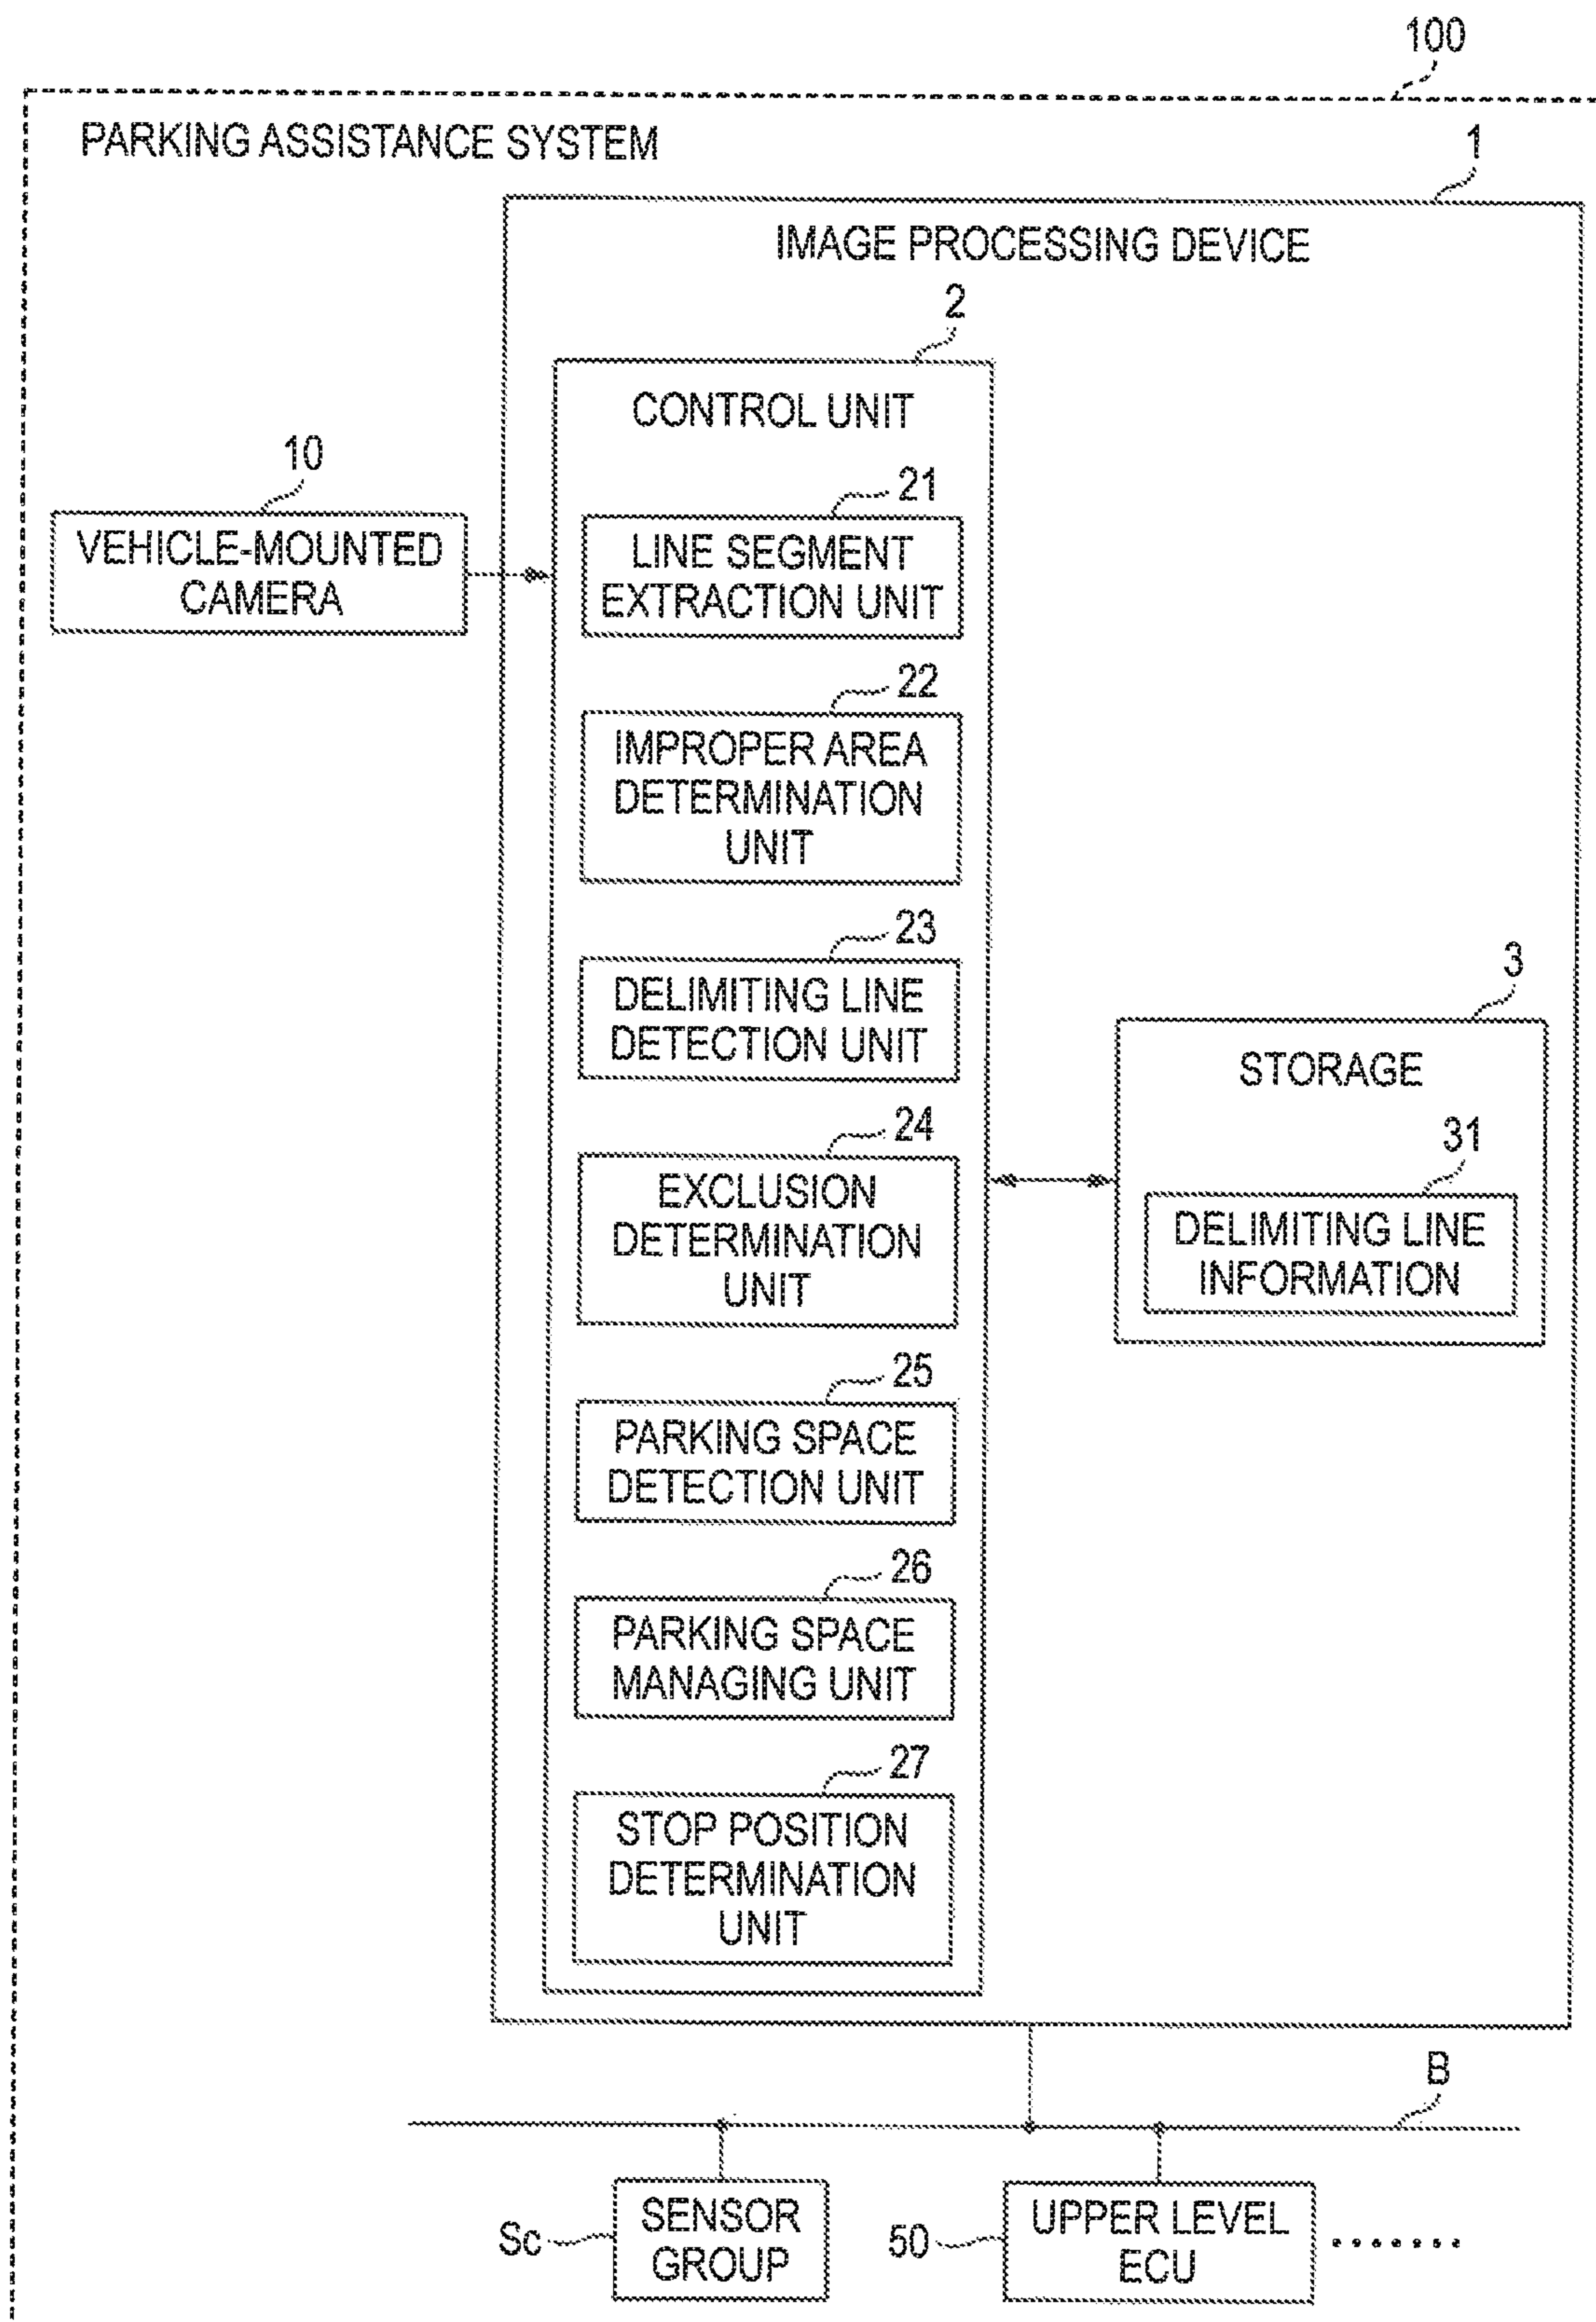 100
PARKING ASSISTANCE SYSTEM
1
IMAGE PROCESSING DEVICE
2
CONTROL UNIT
10
VEHICLE-MOUNTED
CAMERA
21
LINE SEGMENT
EXTRACTION UNIT
22
IMPROPER AREA
DETERMINATION
UNIT
23
DELIMITING LINE
DETECTION UNIT
3
STORAGE
24
EXCLUSION
DETERMINATION
UNIT
31
DELIMITING LINE
INFORMATION
25
PARKING SPACE
DETECTION UNIT
26
PARKING SPACE
MANAGING UNIT
27
STOP POSITION
DETERMINATION
UNIT
B
Sc
SENSOR
GROUP
50
UPPER LEVEL
ECU
.......